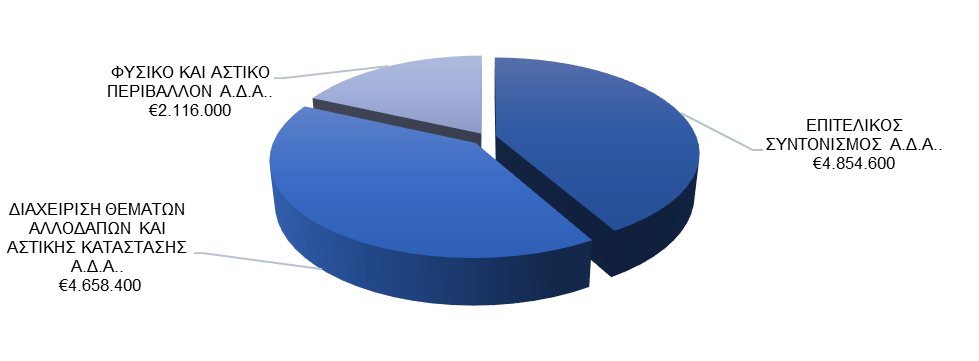 ΦΥΣΙΚΟ ΚΑΙ ΑΣΤΙΚΟ
ΠΕΡΙΒΑΛΛΟΝ Α.Δ.Α..
€2.116.000
ΕΠΙΤΕΛΙΚΟΣ
ΣΥΝΤΟΝΙΣΜΟΣ Α.Δ.Α..
€4.854.600
ΔΙΑΧΕΙΡΙΣΗ ΘΕΜΑΤΩΝ
ΑΛΛΟΔΑΠΩΝ ΚΑΙ
ΑΣΤΙΚΗΣ ΚΑΤΑΣΤΑΣΗΣ
Α.Δ.Α..
€4.658.400